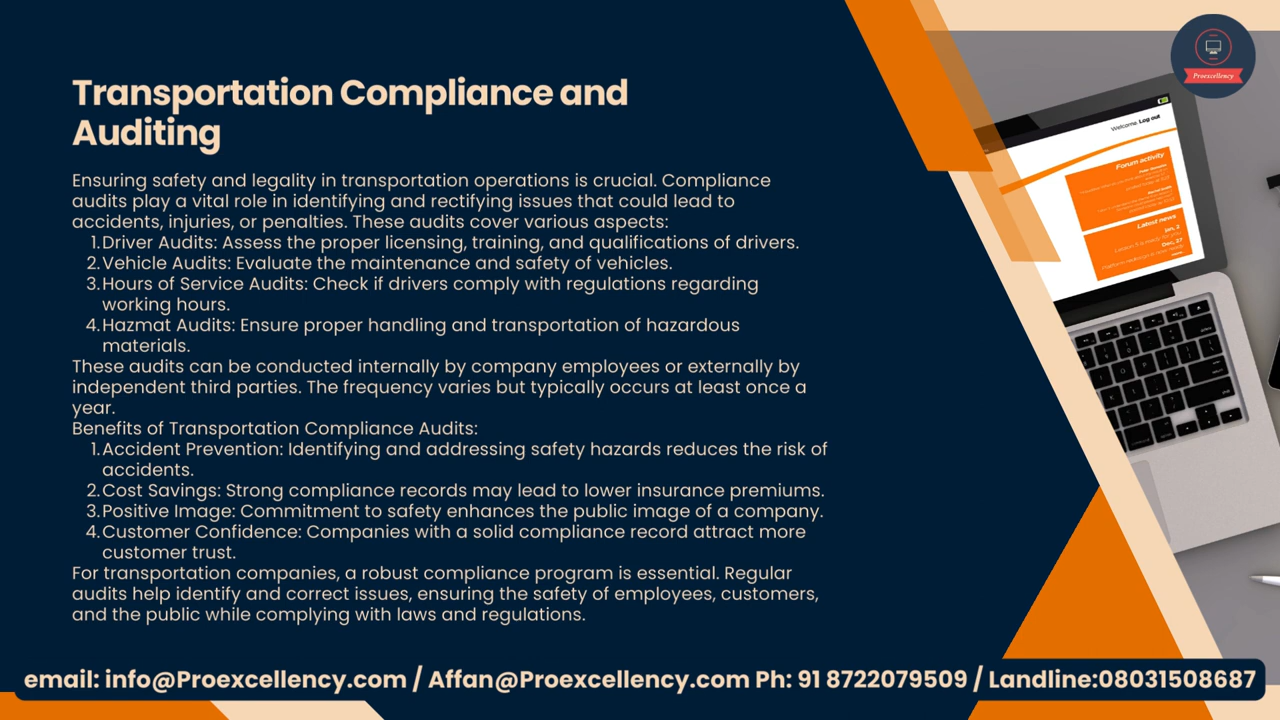 Transportation Compliance and
Auditing
Ensuring safety and legality in transportation operations is crucial. Compliance
audits play a vital role in identifying and rectifying issues that could lead to
accidents, injuries, or penalties. These audits cover various aspects:
1.Driver Audits: Assess the proper licensing, training, and qualifications of drivers.
2.Vehicle Audits: Evaluate the maintenance and safety of vehicles.
3.Hours of Service Audits: Check if drivers comply with regulations regarding
working hours.
4.Hazmat Audits: Ensure proper handling and transportation of hazardous
materials.
These audits can be conducted internally by company employees or externally by
independent third parties. The frequency varies but typically occurs at least once a
year.
Benefits of Transportation Compliance Audits:
1.Accident Prevention: Identifying and addressing safety hazards reduces the risk of
accidents.
2.Cost Savings: Strong compliance records may lead to lower insurance premiums.
3.Positive Image: Commitment to safety enhances the public image of a company.
4.Customer Confidence: Companies with a solid compliance record attract more
customer trust.
For transportation companies, a robust compliance program is essential. Regular
audits help identify and correct issues, ensuring the safety of employees, customers,
and the public while complying with laws and regulations.
Proexcellency
Welcome. Log out
Forum activity
Latest news
Jan, 2
Dec, 27
email: info@Proexcellency.com / Affan@Proexcellency.com Ph: 91 8722079509 / Landline:08031508687